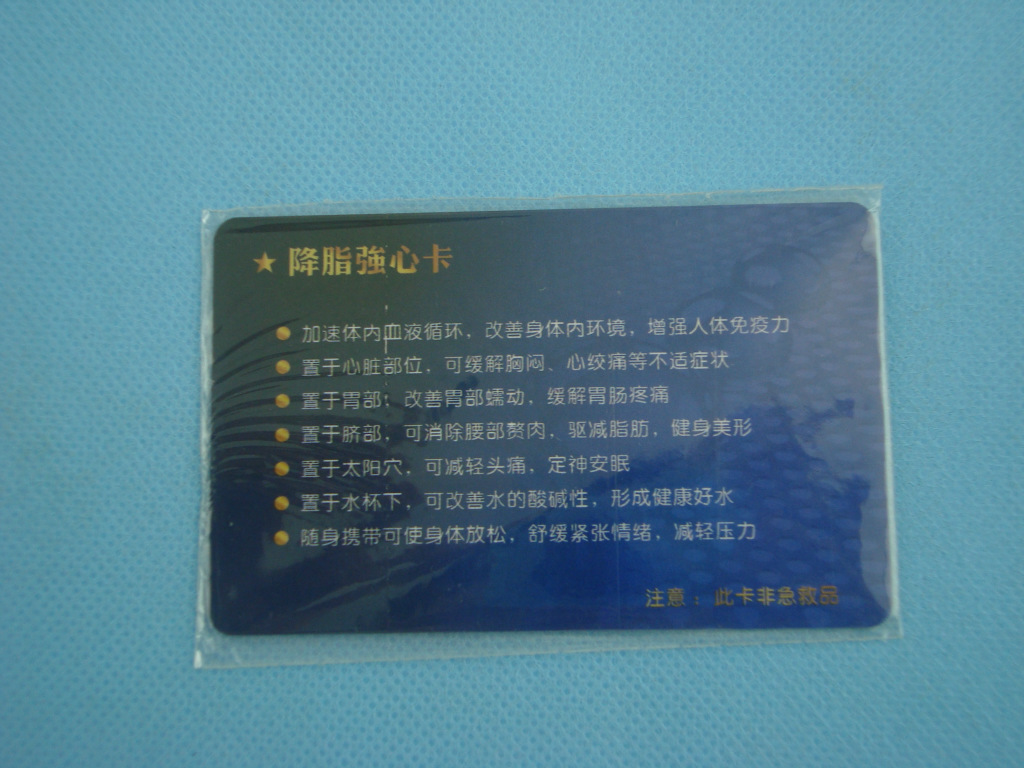 ★ 降脂強心卡
加速体内血液循环，改善身体内环境，增强人体免疫力
置于心脏部位，可缓解胸闷、心绞痛等不适症状
置于胃部；改善胃部蠕动，缓解胃肠疼痛
置于脐部，可消除腰部赘肉，驱减脂肪，健身美形
置于太阳穴，可减轻头痛，定神安眠
置于水杯下，可改善水的酸碱性，形成健康好水
随身携带可使身体放松，舒缓紧张情绪，减轻压力
注意：此卡非急救品